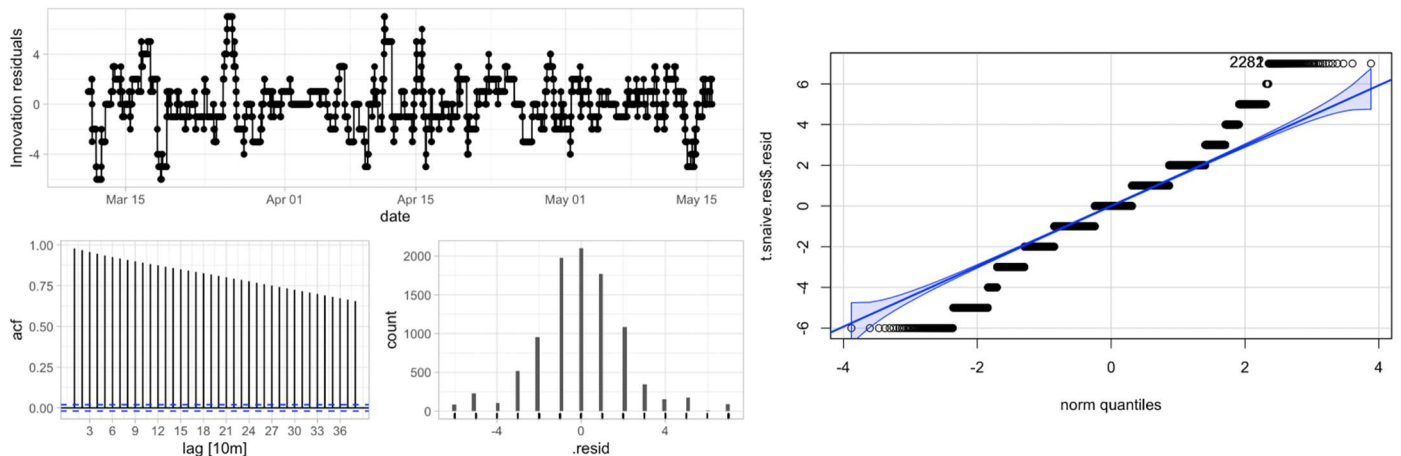 Innovation residuals
4
0
-4
Mar 15 Apr 01 Apr 15 May 01 May 15
date
acf
1.00
0.75
0.50
0.25
0.00
3 6 9 12 15 18 21 24 27 30 33 36
lag [10m]
count
2000
1500
1000
500
0
-4 0 4
.resid
t.snaive.resi$.resid
6
4
2
0
-2
-4
-6
-4 -2 0 2 4
norm quantiles